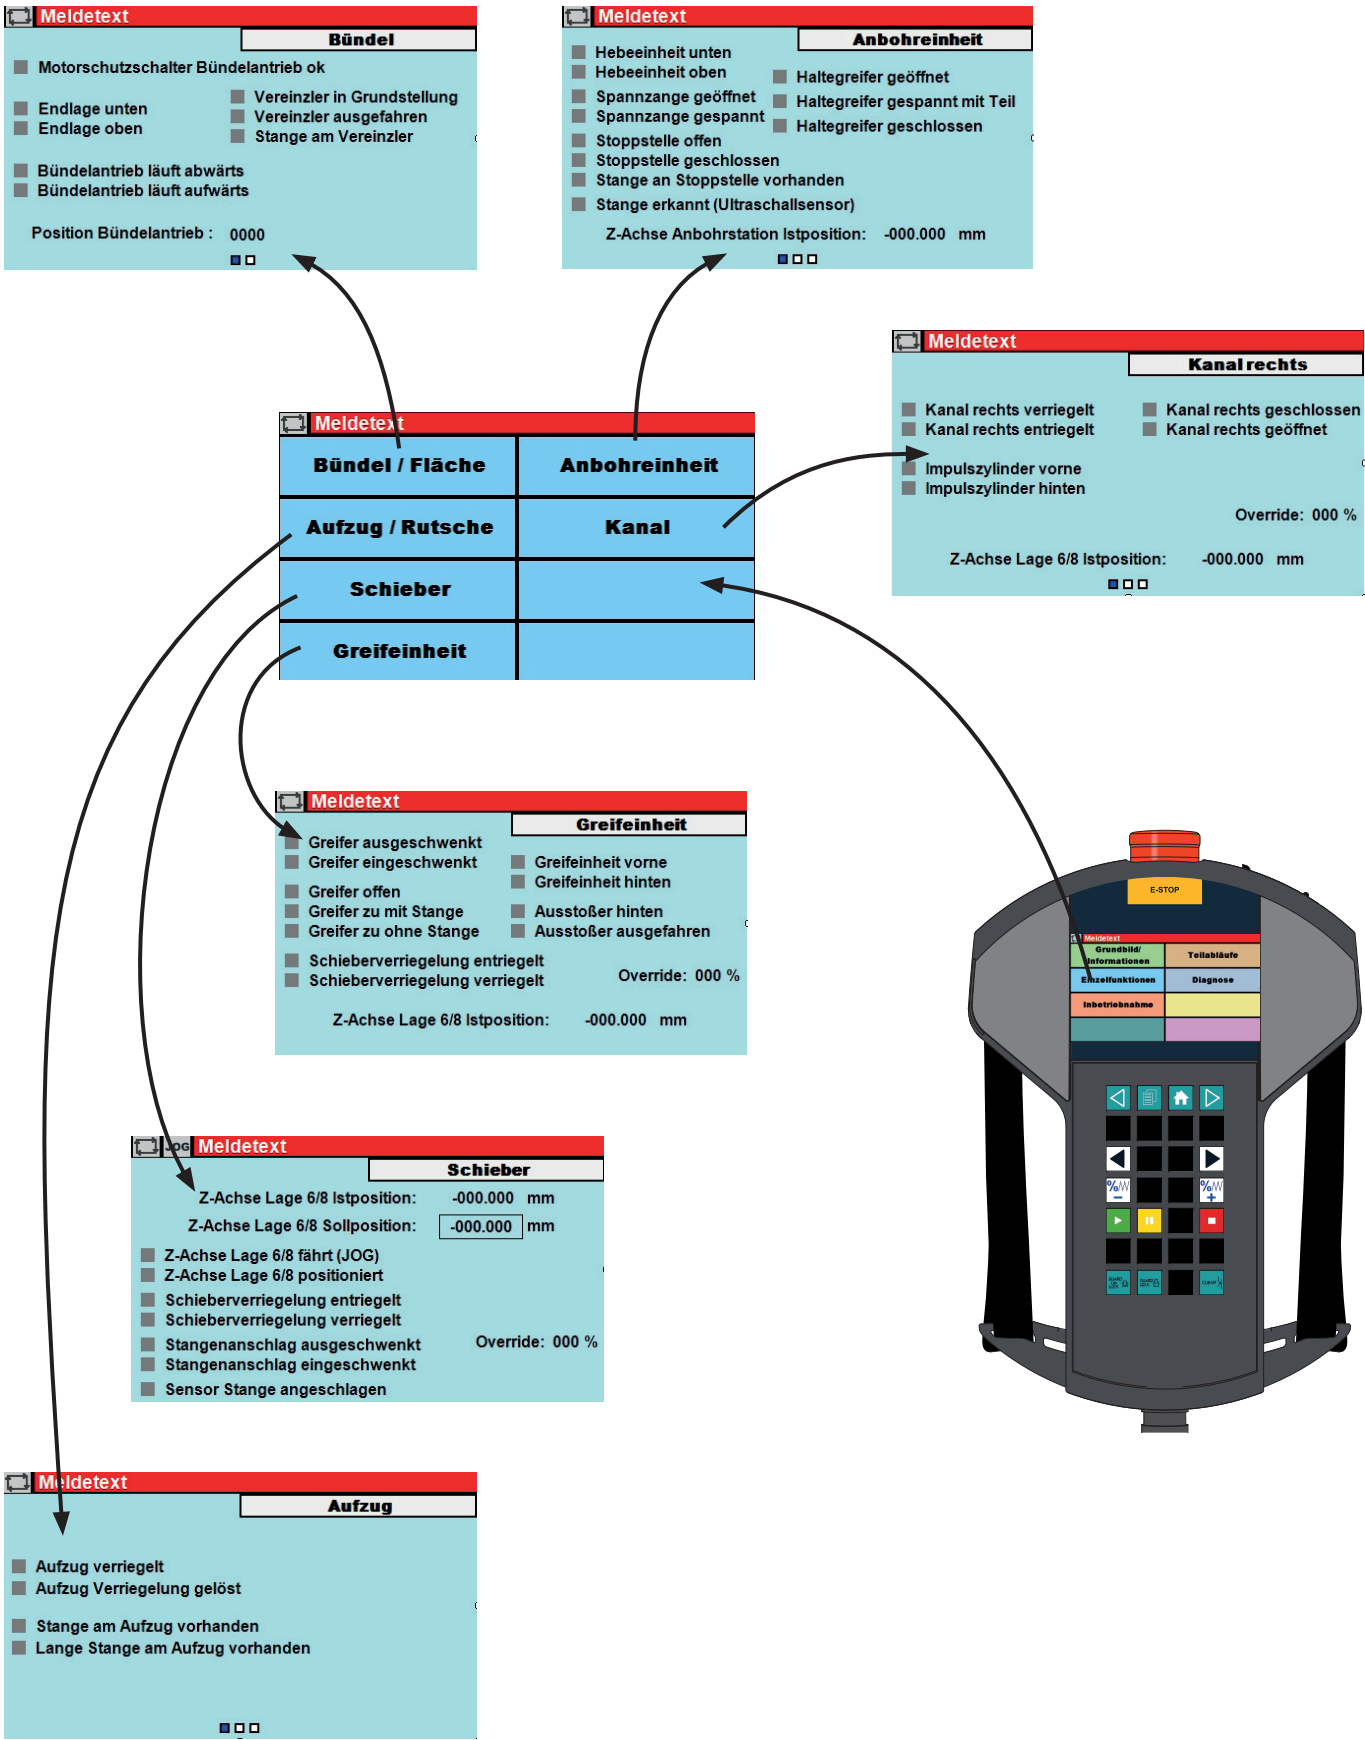 Meldetext
Bündel
Motorschutzschalter Bündelantrieb ok
Endlage unten
Endlage oben
Vereinzler in Grundstellung
Vereinzler ausgefahren
Stange am Vereinzler
Bündelantrieb läuft abwärts
Bündelantrieb läuft aufwärts
Position Bündelantrieb : 0000
Meldetext
Anbohreinheit
Hebeeinheit unten
Hebeeinheit oben
Spannzange geöffnet
Spannzange gespannt
Haltegreifer geöffnet
Haltegreifer gespannt mit Teil
Haltegreifer geschlossen
Stoppstelle offen
Stoppstelle geschlossen
Stange an Stoppstelle vorhanden
Stange erkannt (Ultraschallsensor)
Z-Achse Anbohrstation Istposition: -000.000 mm
Meldetext
Kanal rechts
Kanal rechts verriegelt
Kanal rechts entriegelt
Kanal rechts geschlossen
Kanal rechts geöffnet
Impulszylinder vorne
Impulszylinder hinten
Override: 000 %
Z-Achse Lage 6/8 Istposition: -000.000 mm
Meldetext
Bündel / Fläche
Anbohreinheit
Aufzug / Rutsche
Kanal
Schieber
Greifeinheit
Meldetext
Greifeinheit
Greifer ausgeschwenkt
Greifer eingeschwenkt
Greifeinheit vorne
Greifeinheit hinten
Greifer offen
Greifer zu mit Stange
Greifer zu ohne Stange
Ausstoßer hinten
Ausstoßer ausgefahren
Schieberverriegelung entriegelt
Schieberverriegelung verriegelt
Override: 000 %
Z-Achse Lage 6/8 Istposition: -000.000 mm
E-STOP
Meldetext
Grundbild/
Informationen
Teilabläufe
Einzelfunktionen
Diagnose
Inbetriebnahme
%
−
%
+
JOG
Meldetext
Schieber
Z-Achse Lage 6/8 Istposition: -000.000 mm
Z-Achse Lage 6/8 Sollposition: -000.000 mm
Z-Achse Lage 6/8 fährt (JOG)
Z-Achse Lage 6/8 positioniert
Schieberverriegelung entriegelt
Schieberverriegelung verriegelt
Stangenanschlag ausgeschwenkt
Stangenanschlag eingeschwenkt
Override: 000 %
Sensor Stange angeschlagen
Meldetext
Aufzug
Aufzug verriegelt
Aufzug Verriegelung gelöst
Stange am Aufzug vorhanden
Lange Stange am Aufzug vorhanden